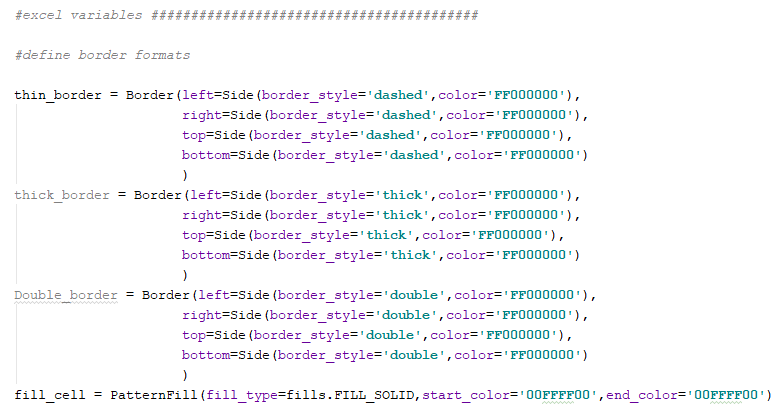 #excel variables #########################################
#define border formats
thin_border = Border(left=Side(border_style='dashed',color='FF000000'),
right=Side(border_style='dashed',color='FF000000'),
top=Side(border_style='dashed',color='FF000000'),
bottom=Side(border_style='dashed',color='FF000000')
)
thick_border = Border(left=Side(border_style='thick',color='FF000000'),
right=Side(border_style='thick',color='FF000000'),
top=Side(border_style='thick',color='FF000000'),
bottom=Side(border_style='thick',color='FF000000')
)
Double_border = Border(left=Side(border_style='double',color='FF000000'),
right=Side(border_style='double',color='FF000000'),
top=Side(border_style='double',color='FF000000'),
bottom=Side(border_style='double',color='FF000000')
)
fill_cell = PatternFill(fill_type=fills.FILL_SOLID,start_color='00FFFF00',end_color='00FFFF00')